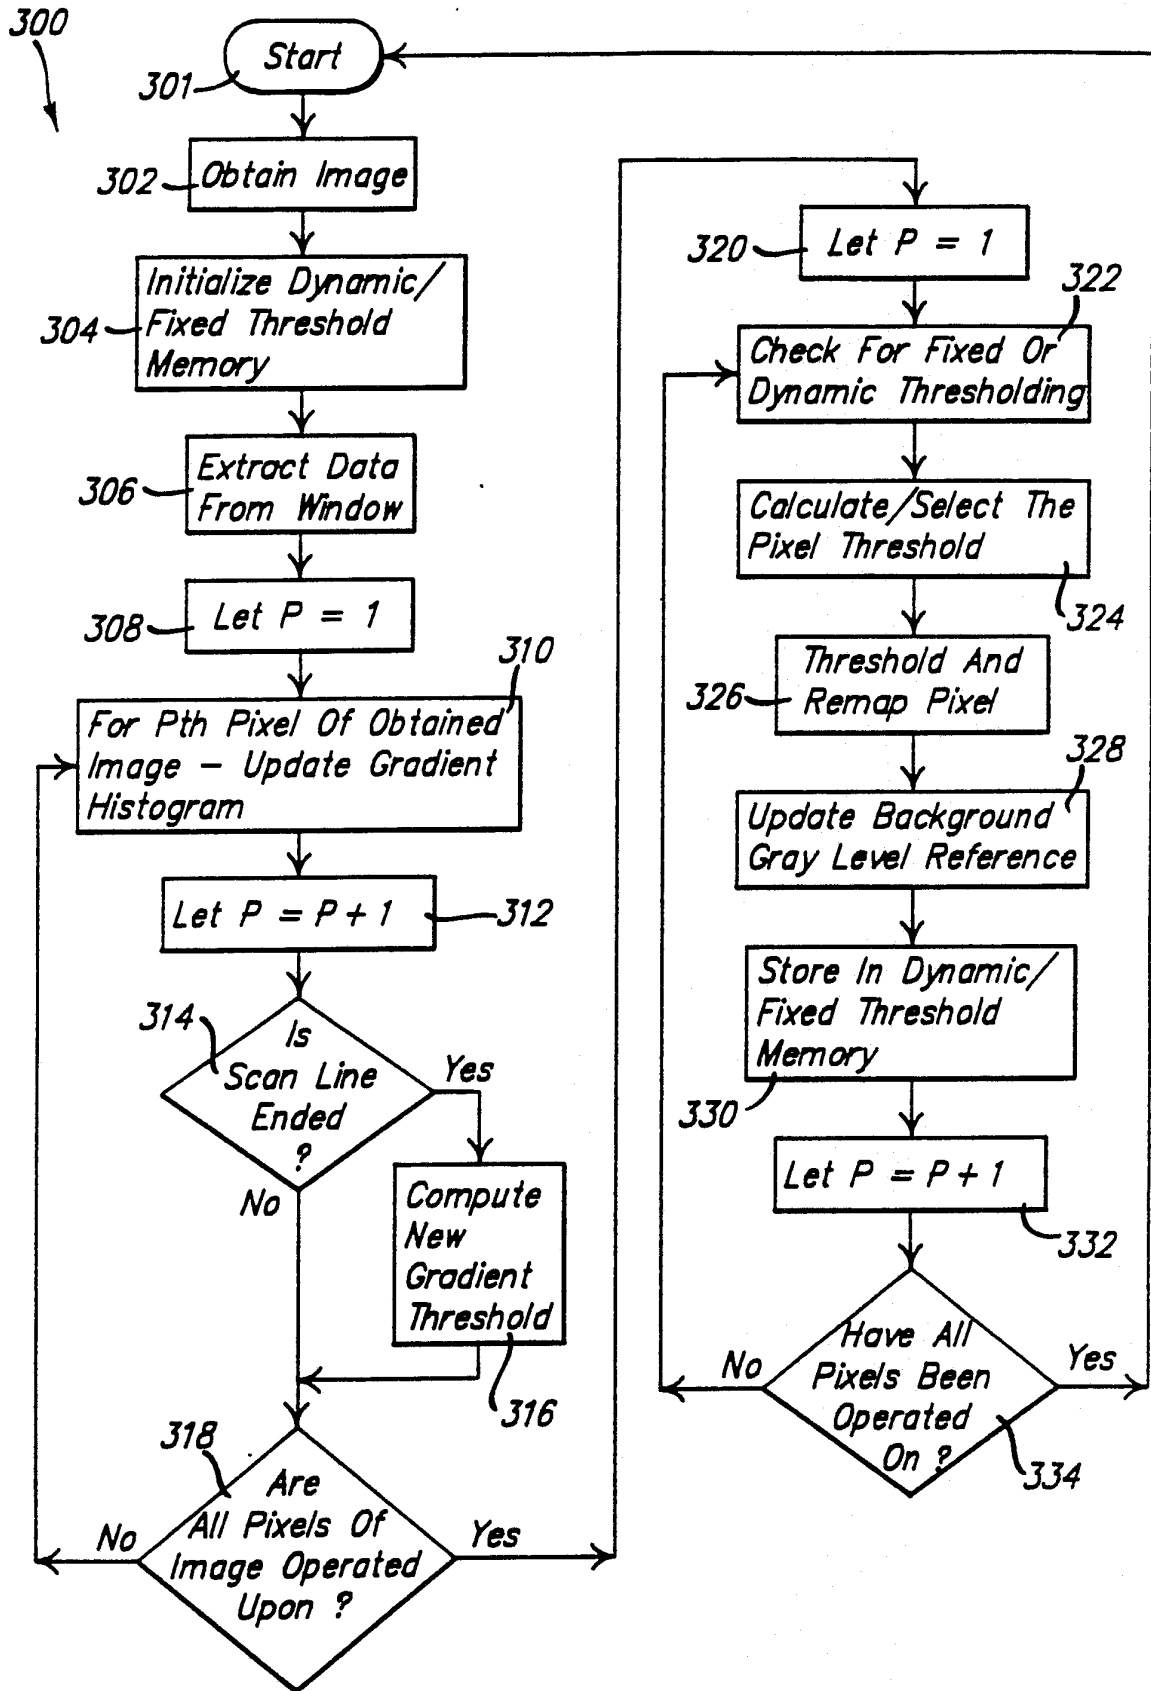 300
Start
301
Obtain Image
302
Initialize Dynamic/
Fixed Threshold
Memory
304
Extract Data
From Window
306
Let P = 1
308
310
For Pth Pixel Of Obtained
Image – Update Gradient
Histogram
Let P = P + 1
312
314
Is
Scan Line
Ended
?
Yes
No
Compute
New
Gradient
Threshold
316
318
Are
All Pixels Of
Image Operated
Upon ?
No
Yes
Let P = 1
320
322
Check For Fixed Or
Dynamic Thresholding
Calculate/Select The
Pixel Threshold
324
Threshold And
Remap Pixel
326
328
Update Background
Gray Level Reference
Store In Dynamic/
Fixed Threshold
Memory
330
Let P = P + 1
332
Have All
Pixels Been
Operated
On ?
No
Yes
334